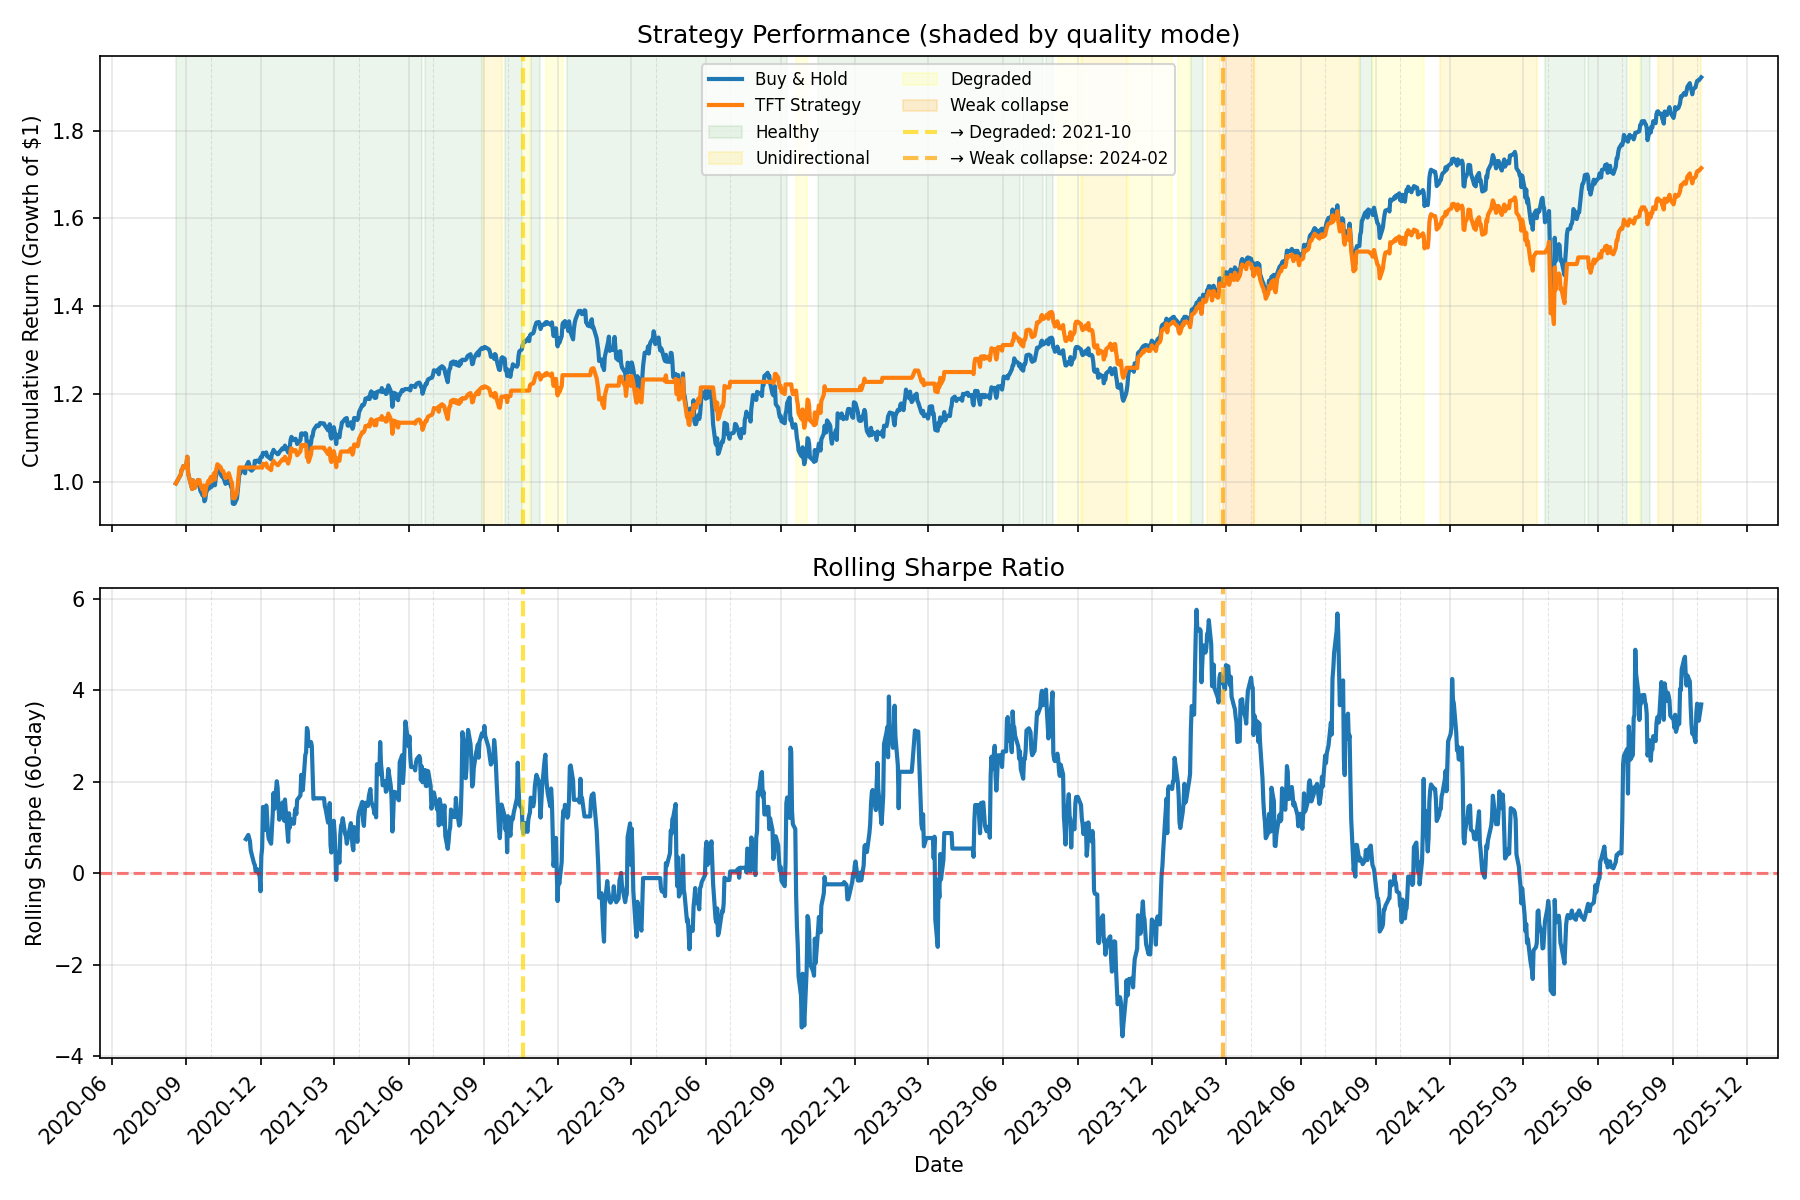 Strategy Performance (shaded by quality mode)
Cumulative Return (Growth of $1)
1.8
1.6
1.4
1.2
1.0
Buy & Hold
TFT Strategy
Healthy
Unidirectional
Degraded
Weak collapse
→ Degraded: 2021-10
→ Weak collapse: 2024-02
Rolling Sharpe Ratio
Rolling Sharpe (60-day)
6
4
2
0
−2
−4
2020-06
2020-09
2020-12
2021-03
2021-06
2021-09
2021-12
2022-03
2022-06
2022-09
2022-12
2023-03
2023-06
2023-09
2023-12
2024-03
2024-06
2024-09
2024-12
2025-03
2025-06
2025-09
2025-12
Date